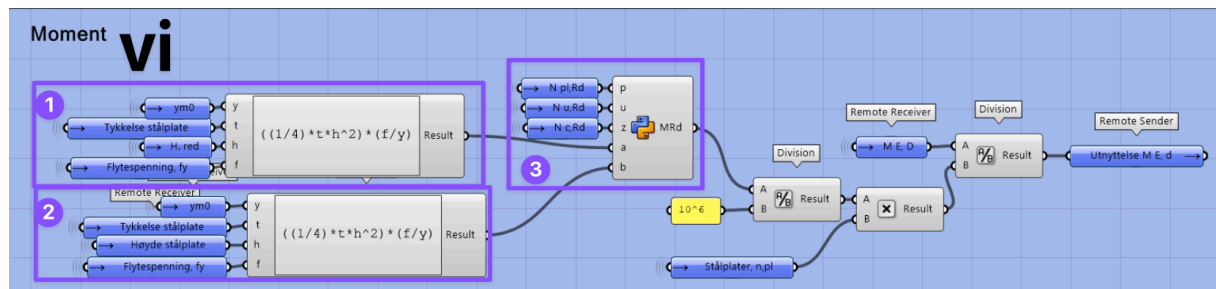 Moment vi
1
ym0
Tykkelse stålplate
H. red
Flytespenning, fy
y
t
h
f
((1/4)*t*h^2)*(f/y)
Result
Remote Receiver
2
ym0
Tykkelse stålplate
Høyde stålplate
Flytespenning, fy
y
t
h
f
((1/4)*t*h^2)*(f/y)
Result
N pl,Rd
N u,Rd
N c,Rd
p
u
z
a
b
MRd
3
10^6
Division
A
B
A/B
Result
Stålplater, n,pl
A
B
×
Result
Remote Receiver
M E, D
Division
A
B
A/B
Result
Remote Sender
Utnyttelse M E, d